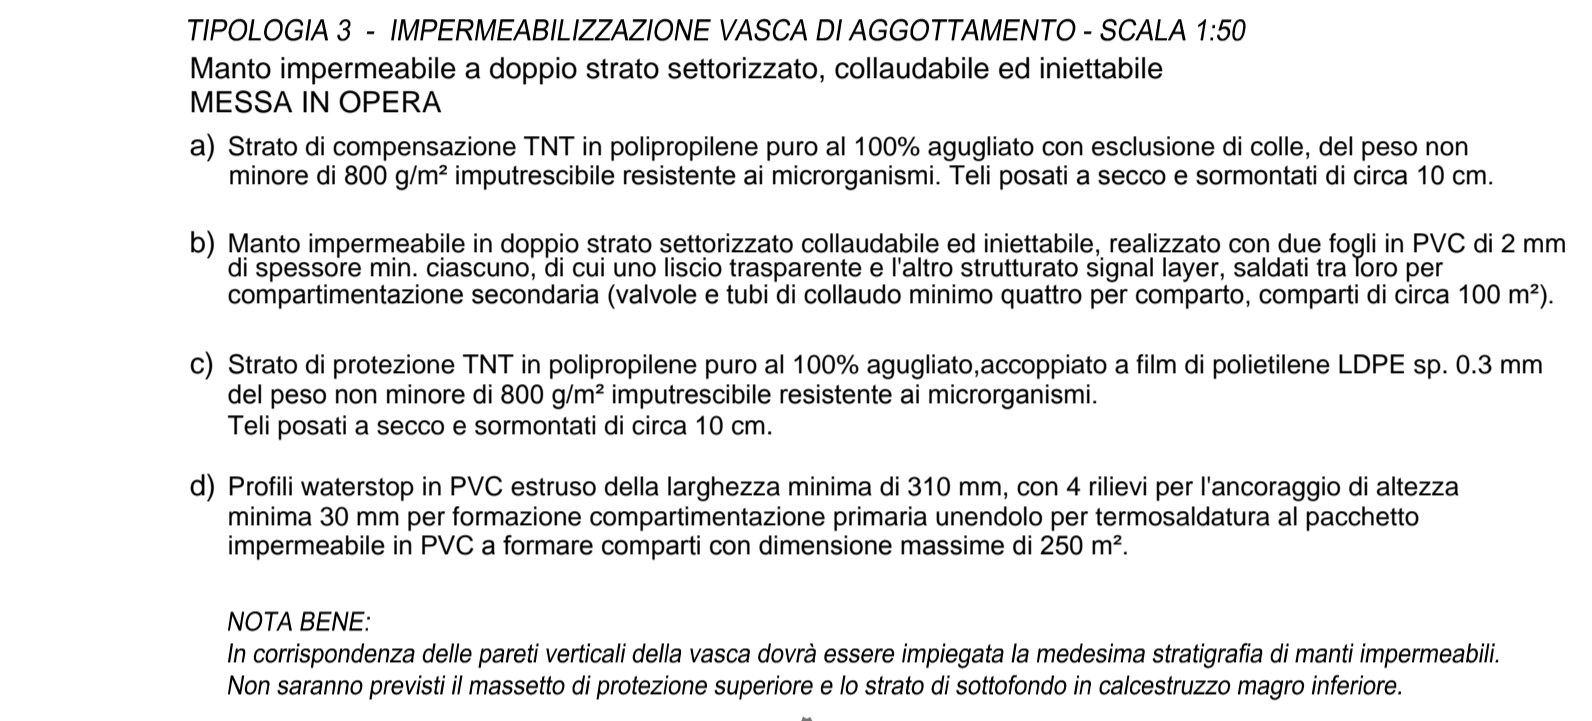 TIPOLOGIA 3 - IMPERMEABILIZZAZIONE VASCA DI AGGOTTAMENTO - SCALA 1:50
Manto impermeabile a doppio strato settorizzato, collaudabile ed iniettabile
MESSA IN OPERA
a) Strato di compensazione TNT in polipropilene puro al 100% agugliato con esclusione di colle, del peso non
minore di 800 g/m² imputrescibile resistente ai microrganismi. Teli posati a secco e sormontati di circa 10 cm.
b) Manto impermeabile in doppio strato settorizzato collaudabile ed iniettabile, realizzato con due fogli in PVC di 2 mm
di spessore min. ciascuno, di cui uno liscio trasparente e l'altro strutturato signal layer, saldati tra loro per
compartimentazione secondaria (valvole e tubi di collaudo minimo quattro per comparto, comparti di circa 100 m²).
c) Strato di protezione TNT in polipropilene puro al 100% agugliato,accoppiato a film di polietilene LDPE sp. 0.3 mm
del peso non minore di 800 g/m² imputrescibile resistente ai microrganismi.
Teli posati a secco e sormontati di circa 10 cm.
d) Profili waterstop in PVC estruso della larghezza minima di 310 mm, con 4 rilievi per l'ancoraggio di altezza
minima 30 mm per formazione compartimentazione primaria unendolo per termosaldatura al pacchetto
impermeabile in PVC a formare comparti con dimensione massime di 250 m².
NOTA BENE:
In corrispondenza delle pareti verticali della vasca dovrà essere impiegata la medesima stratigrafia di manti impermeabili.
Non saranno previsti il massetto di protezione superiore e lo strato di sottofondo in calcestruzzo magro inferiore.